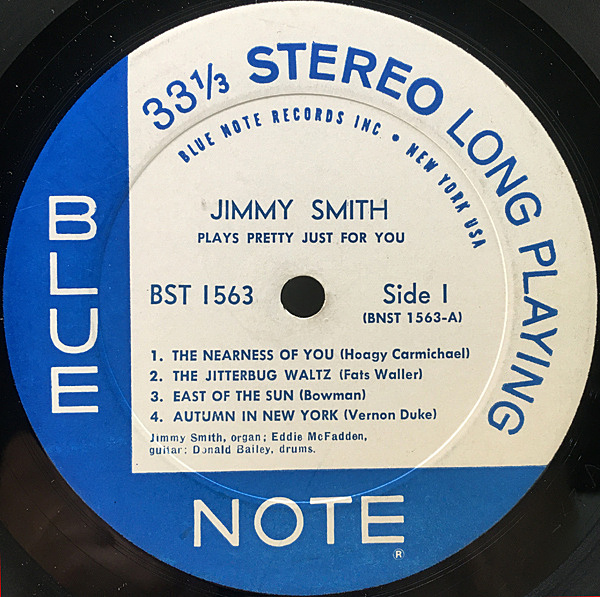 33⅓ STEREO LONG PLAYING
BLUE NOTE RECORDS INC • NEW YORK USA
JIMMY SMITH
PLAYS PRETTY JUST FOR YOU
BST 1563
Side 1
(BNST 1563-A)
1. THE NEARNESS OF YOU (Hoagy Carmichael)
2. THE JITTERBUG WALTZ (Fats Waller)
3. EAST OF THE SUN (Bowman)
4. AUTUMN IN NEW YORK (Vernon Duke)
Jimmy Smith, organ; Eddie McFadden,
guitar; Donald Bailey, drums.
BLUE
NOTE ®